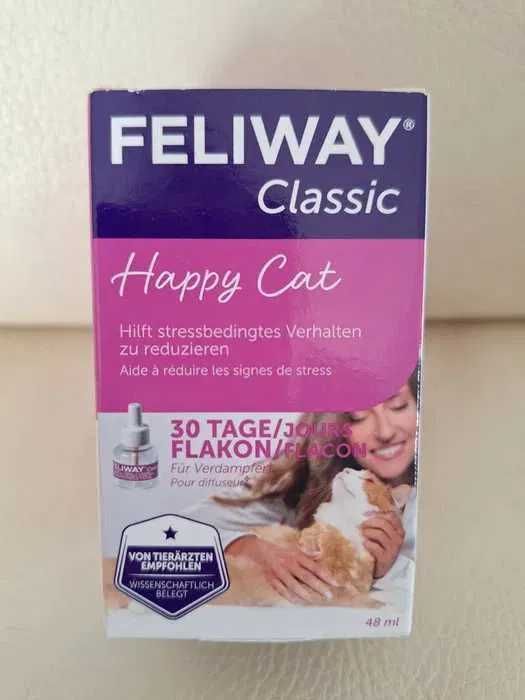 FELIWAY®
Classic
Happy Cat
Hilft stressbedingtes Verhalten
zu reduzieren
Aide à réduire les signes de stress
30 TAGE/JOURS
FLAKON/FLACON
Für Verdampfer
Pour diffuseur
FELIWAY
VON TIERÄRZTEN
EMPFOHLEN
WISSENSCHAFTLICH
BELEGT
48 ml